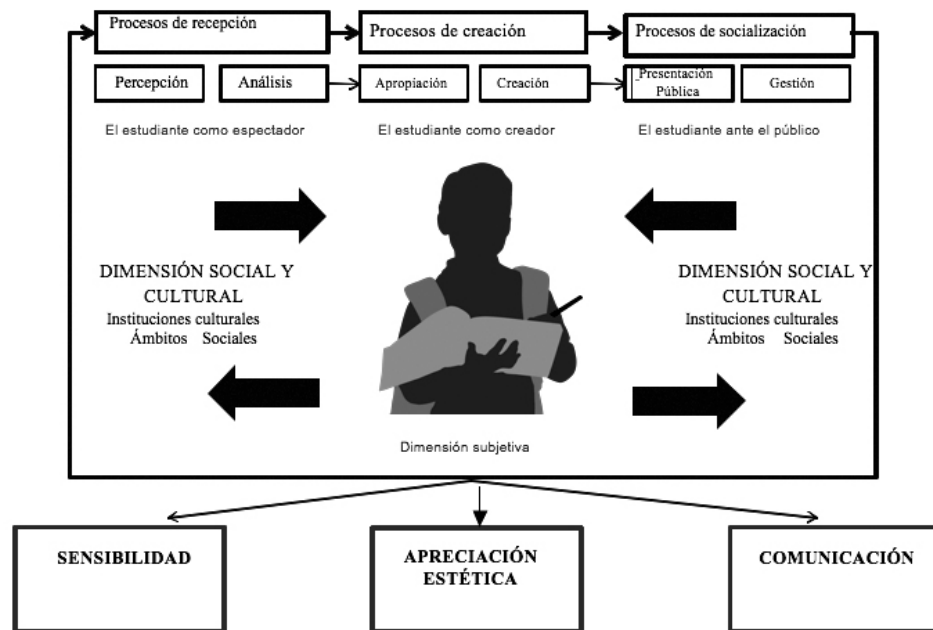 Procesos de recepción
Procesos de creación
Procesos de socialización
Percepción
Análisis
Apropiación
Creación
Presentación
Pública
Gestión
El estudiante como espectador
El estudiante como creador
El estudiante ante el público
DIMENSIÓN SOCIAL Y
CULTURAL
Instituciones culturales
Ámbitos Sociales
DIMENSIÓN SOCIAL Y
CULTURAL
Instituciones culturales
Ámbitos Sociales
Dimensión subjetiva
SENSIBILIDAD
APRECIACIÓN
ESTÉTICA
COMUNICACIÓN